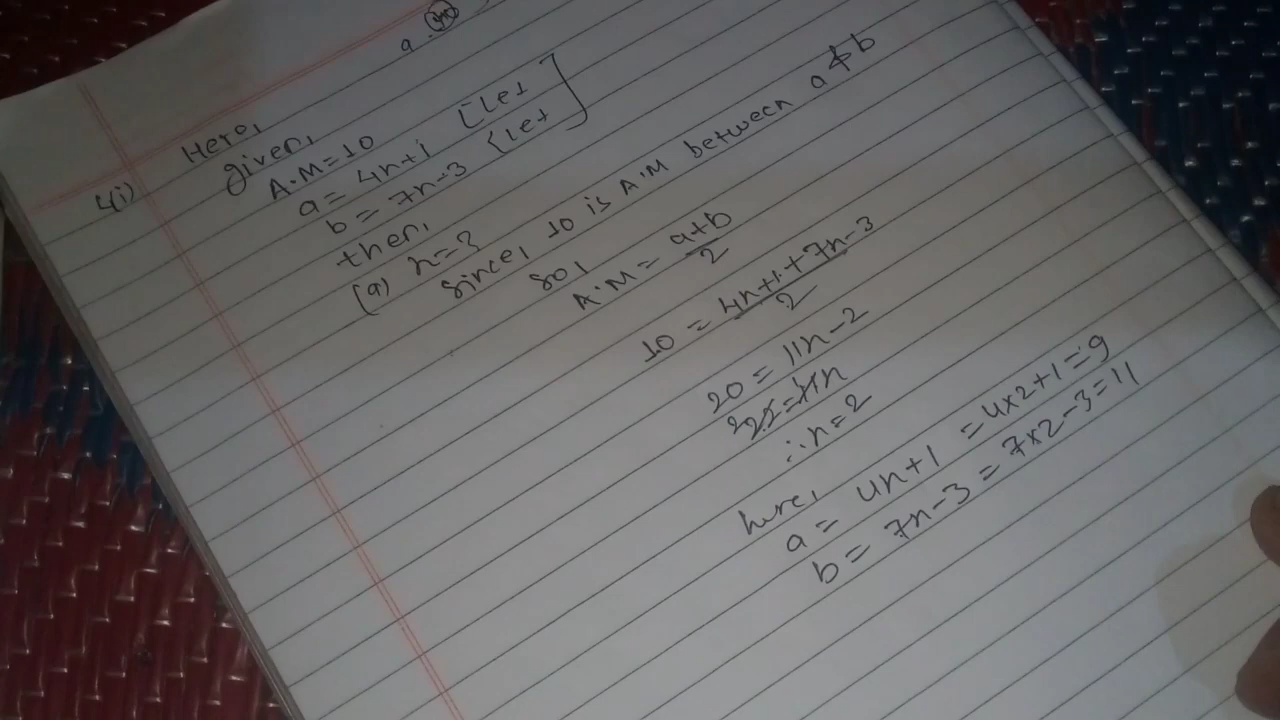 4(i) Here,
given,
A.M = 10
a = 4n+1 [Let
b = 7n-3 {let]
then,
(a) n=3
since, 10 is A.M between a & b
so,
A.M = a+b/2
10 = 4n+1+7n-3/2
20 = 11n-2
22=11n
∴ n=2
here,
a = 4n+1 = 4×2+1=9
b = 7n-3 = 7×2-3=11